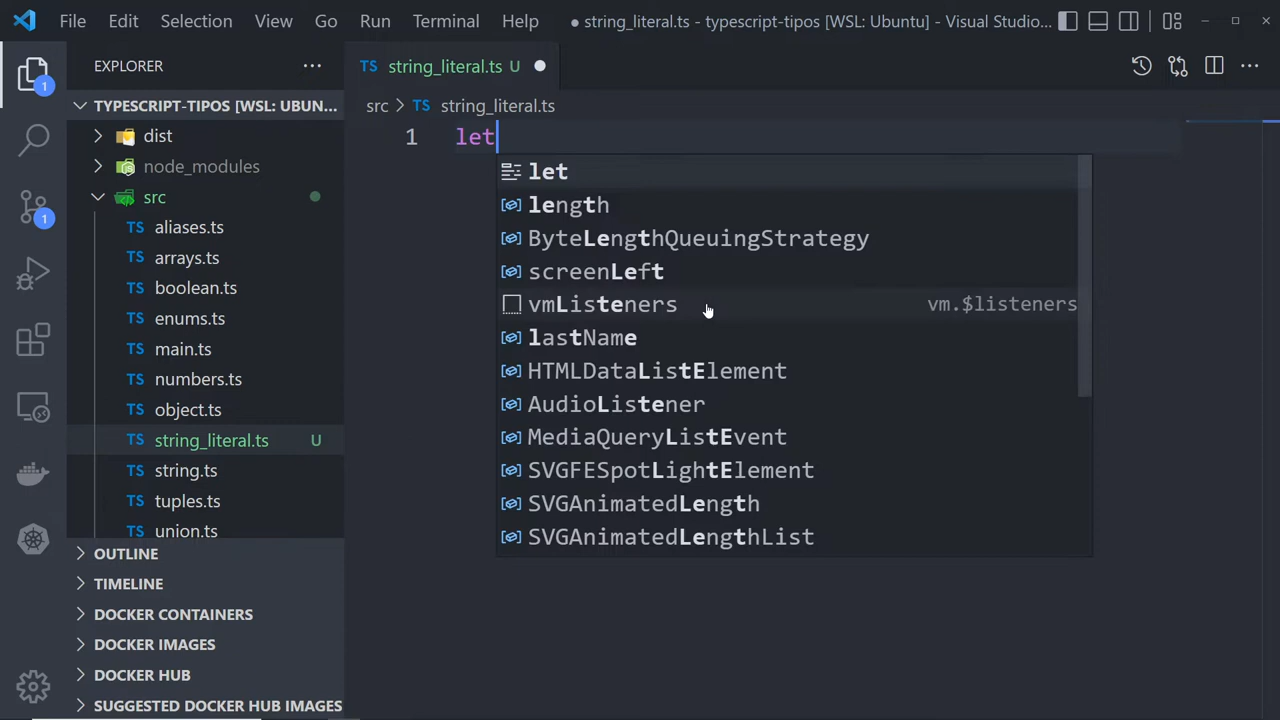 File Edit Selection View Go Run Terminal Help ● string_literal.ts - typescript-tipos [WSL: Ubuntu] - Visual Studio...
EXPLORER ...
TS string_literal.ts U
1
TYPESCRIPT-TIPOS [WSL: UBUN...
src > TS string_literal.ts
dist
1 let
node_modules
src
let
TS aliases.ts
length
TS arrays.ts
ByteLengthQueuingStrategy
TS boolean.ts
screenLeft
1
TS enums.ts
vmListeners vm.$listeners
TS main.ts
lastName
TS numbers.ts
HTMLDataListElement
TS object.ts
AudioListener
TS string_literal.ts U
MediaQueryListEvent
TS string.ts
SVGFESpotLightElement
TS tuples.ts
SVGAnimatedLength
TS union.ts
SVGAnimatedLengthList
OUTLINE
TIMELINE
DOCKER CONTAINERS
DOCKER IMAGES
DOCKER HUB
SUGGESTED DOCKER HUB IMAGES